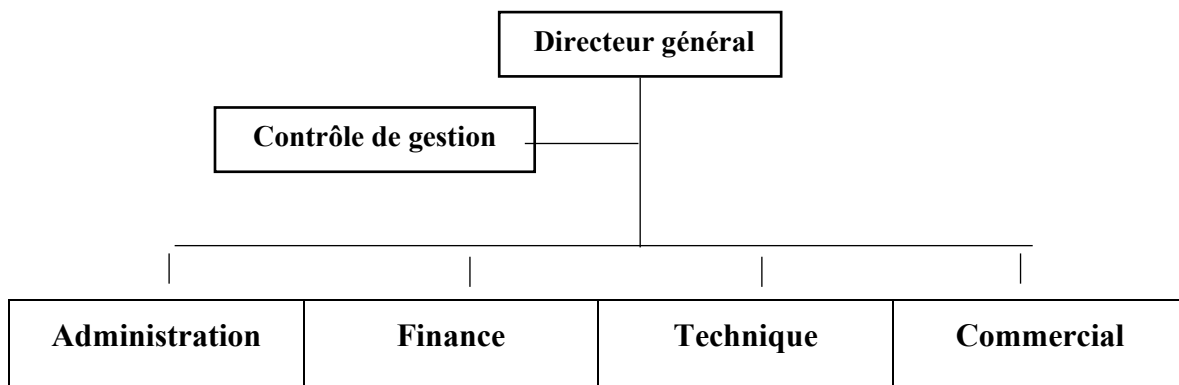 Directeur général
Contrôle de gestion
Administration
Finance
Technique
Commercial